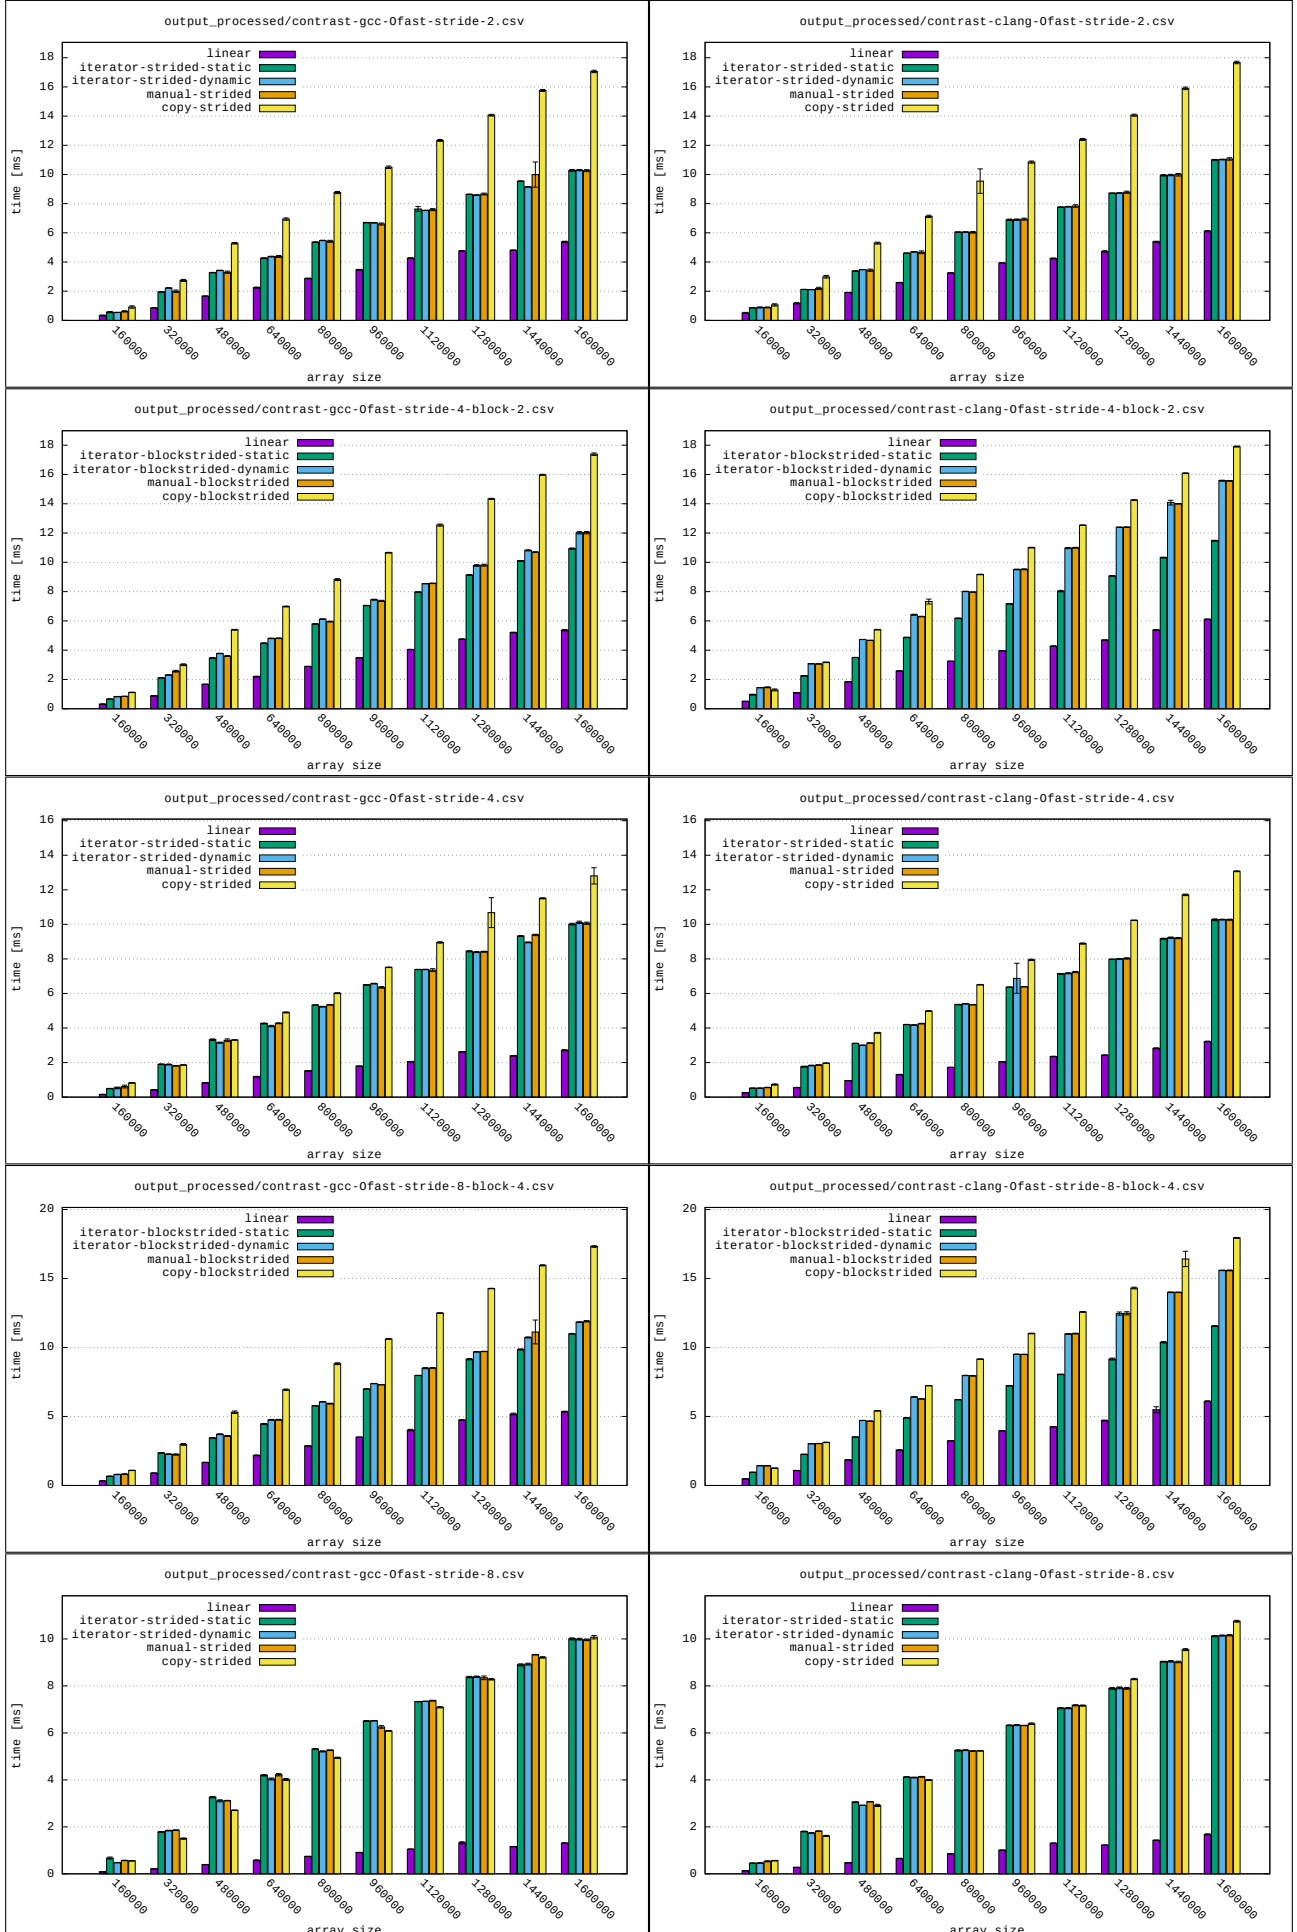 output_processed/contrast-gcc-Ofast-stride-2.csv
linear
iterator-strided-static
iterator-strided-dynamic
manual-strided
copy-strided
time [ms]
18
16
14
12
10
8
6
4
2
0
160000 320000 480000 640000 800000 960000 1120000 1280000 1440000 1600000
array size
output_processed/contrast-clang-Ofast-stride-2.csv
linear
iterator-strided-static
iterator-strided-dynamic
manual-strided
copy-strided
time [ms]
18
16
14
12
10
8
6
4
2
0
160000 320000 480000 640000 800000 960000 1120000 1280000 1440000 1600000
array size
output_processed/contrast-gcc-Ofast-stride-4-block-2.csv
linear
iterator-blockstrided-static
iterator-blockstrided-dynamic
manual-blockstrided
copy-blockstrided
time [ms]
18
16
14
12
10
8
6
4
2
0
160000 320000 480000 640000 800000 960000 1120000 1280000 1440000 1600000
array size
output_processed/contrast-clang-Ofast-stride-4-block-2.csv
linear
iterator-blockstrided-static
iterator-blockstrided-dynamic
manual-blockstrided
copy-blockstrided
time [ms]
18
16
14
12
10
8
6
4
2
0
160000 320000 480000 640000 800000 960000 1120000 1280000 1440000 1600000
array size
output_processed/contrast-gcc-Ofast-stride-4.csv
linear
iterator-strided-static
iterator-strided-dynamic
manual-strided
copy-strided
time [ms]
16
14
12
10
8
6
4
2
0
160000 320000 480000 640000 800000 960000 1120000 1280000 1440000 1600000
array size
output_processed/contrast-clang-Ofast-stride-4.csv
linear
iterator-strided-static
iterator-strided-dynamic
manual-strided
copy-strided
time [ms]
16
14
12
10
8
6
4
2
0
160000 320000 480000 640000 800000 960000 1120000 1280000 1440000 1600000
array size
output_processed/contrast-gcc-Ofast-stride-8-block-4.csv
linear
iterator-blockstrided-static
iterator-blockstrided-dynamic
manual-blockstrided
copy-blockstrided
time [ms]
20
15
10
5
0
160000 320000 480000 640000 800000 960000 1120000 1280000 1440000 1600000
array size
output_processed/contrast-clang-Ofast-stride-8-block-4.csv
linear
iterator-blockstrided-static
iterator-blockstrided-dynamic
manual-blockstrided
copy-blockstrided
time [ms]
20
15
10
5
0
160000 320000 480000 640000 800000 960000 1120000 1280000 1440000 1600000
array size
output_processed/contrast-gcc-Ofast-stride-8.csv
linear
iterator-strided-static
iterator-strided-dynamic
manual-strided
copy-strided
time [ms]
10
8
6
4
2
0
160000 320000 480000 640000 800000 960000 1120000 1280000 1440000 1600000
array size
output_processed/contrast-clang-Ofast-stride-8.csv
linear
iterator-strided-static
iterator-strided-dynamic
manual-strided
copy-strided
time [ms]
10
8
6
4
2
0
160000 320000 480000 640000 800000 960000 1120000 1280000 1440000 1600000
array size